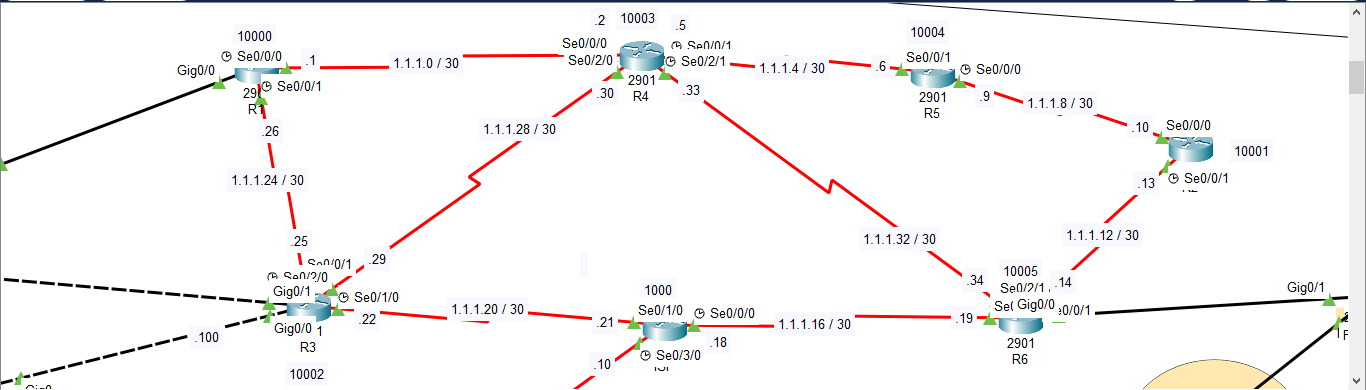 10000
Se0/0/0
.1
Gig0/0
Se0/0/1
R1
.26
1.1.1.0 / 30
.2
10003
.5
Se0/0/0
Se0/0/1
Se0/2/0
Se0/2/1
2901
R4
.30
.33
1.1.1.4 / 30
10004
.6
Se0/0/1
Se0/0/0
.9
2901
R5
1.1.1.8 / 30
.10
Se0/0/0
10001
Se0/0/1
.13
1.1.1.28 / 30
1.1.1.24 / 30
1.1.1.32 / 30
1.1.1.12 / 30
.25
.29
Se0/0/1
Se0/2/0
Gig0/1
Se0/1/0
.22
Gig0/0
1
R3
.100
10002
1.1.1.20 / 30
1000
.21
Se0/1/0
Se0/0/0
.18
Se0/3/0
.10
1.1.1.16 / 30
.34
10005
.14
Se0/2/1
Gig0/0
.19
2901
R6
Gig0/1